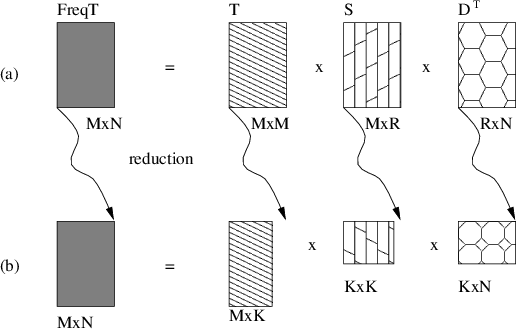 FreqT T S D^T
(a) = x x
MxN MxM MxR RxN
reduction
(b) = x x
KxK KxN
MxN MxK